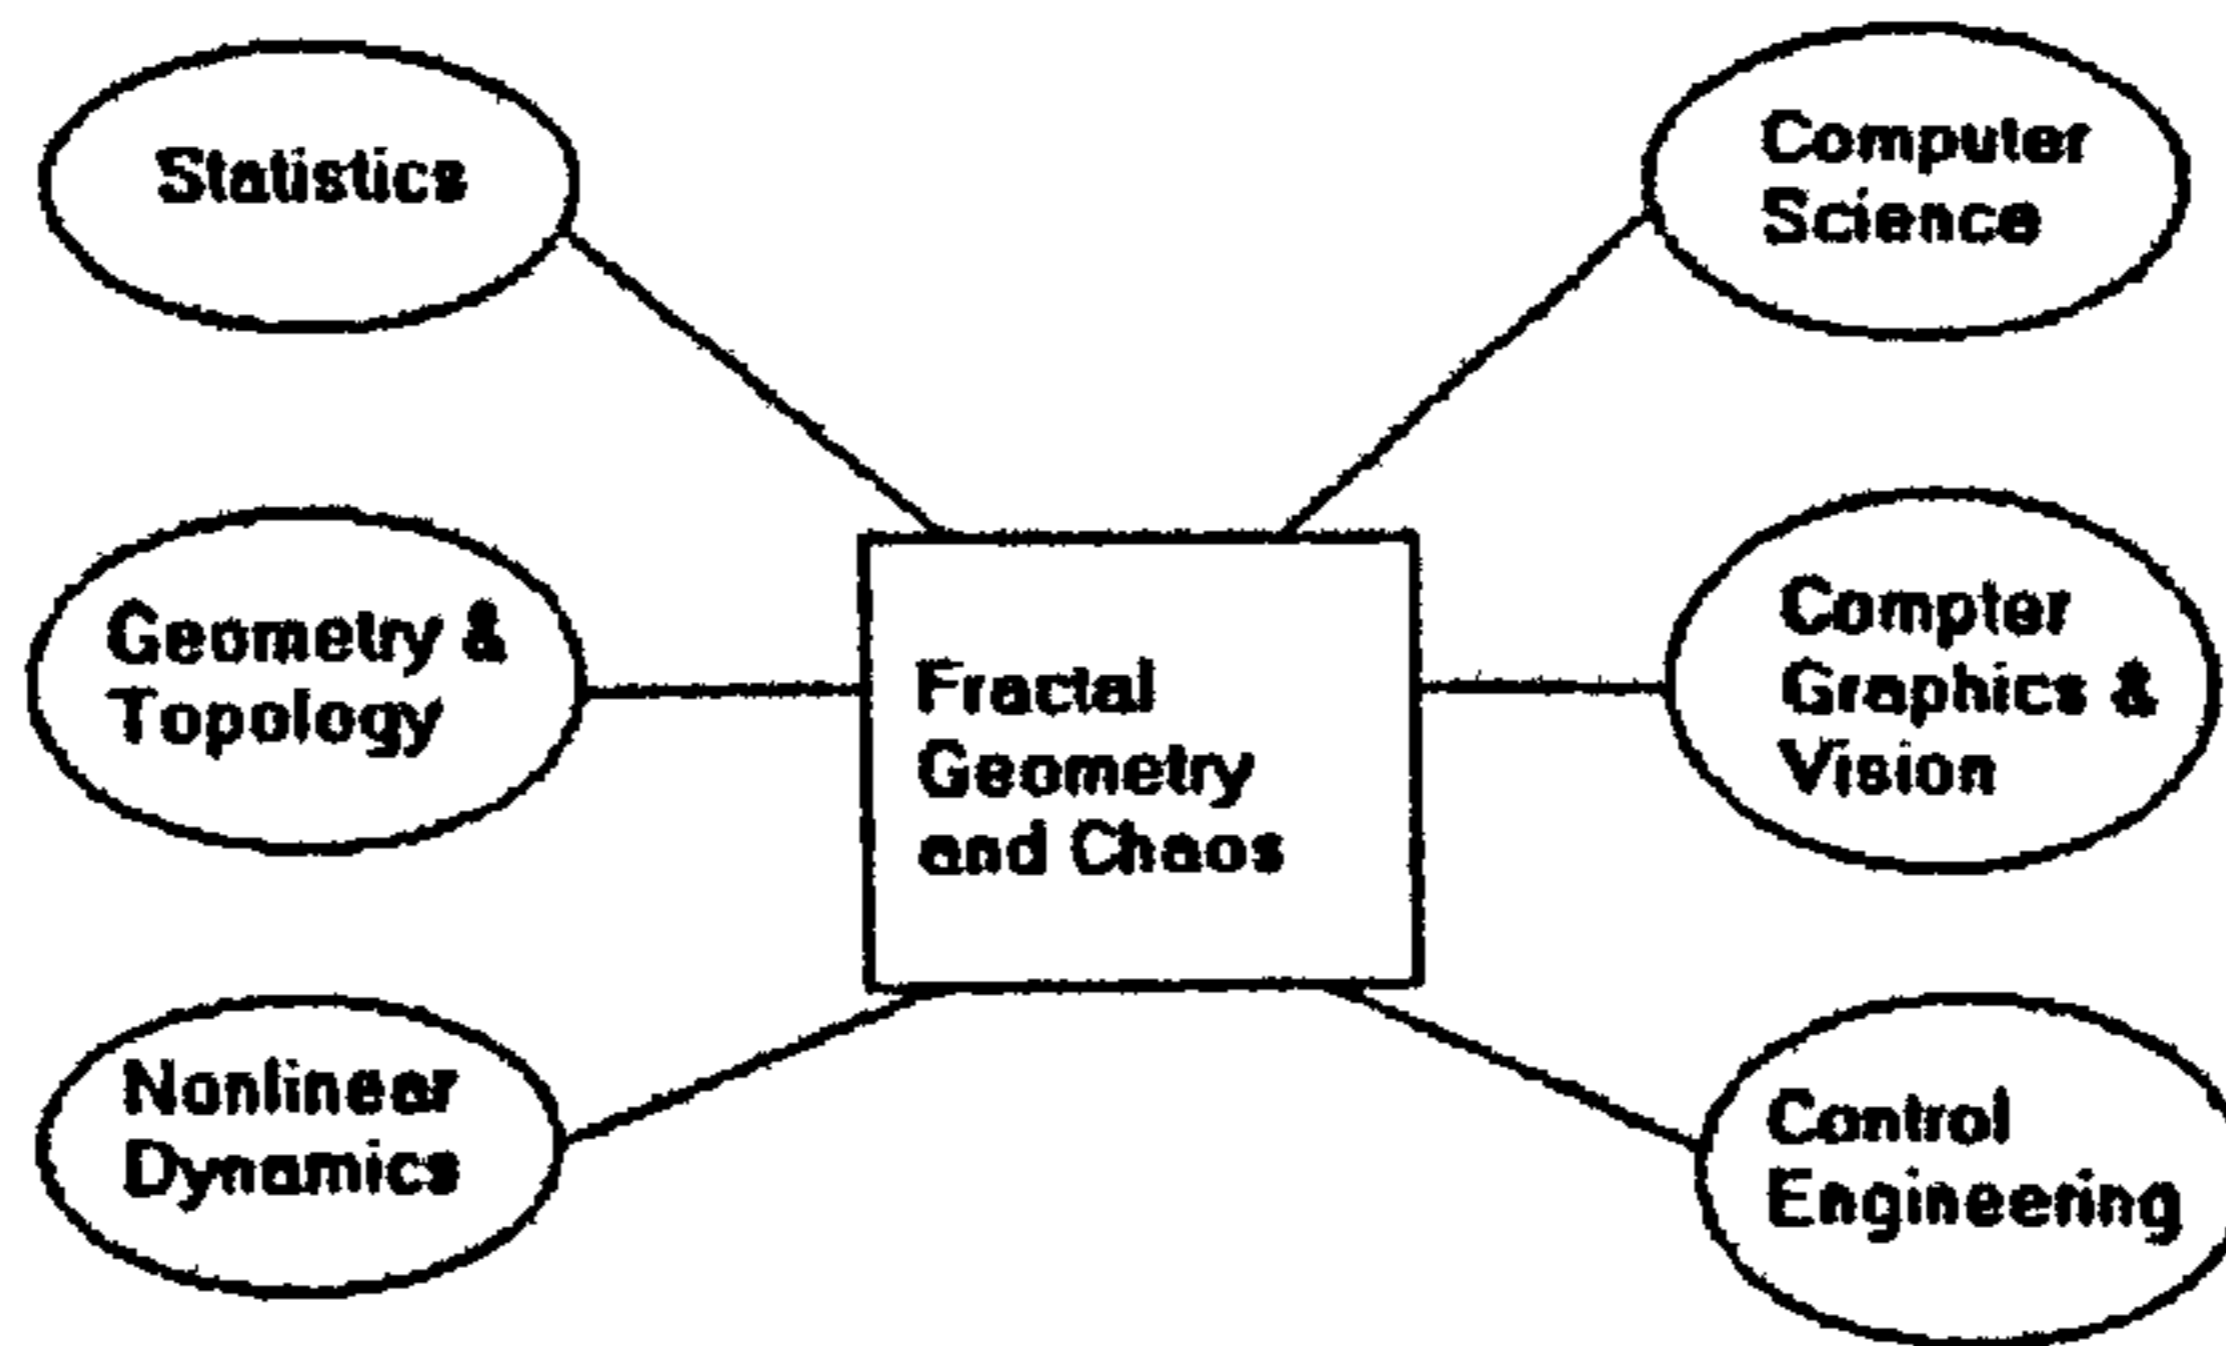 Statistics
Computer
Science
Geometry &
Topology
Fractal
Geometry
and Chaos
Compter
Graphics &
Vision
Nonlinear
Dynamics
Control
Engineering